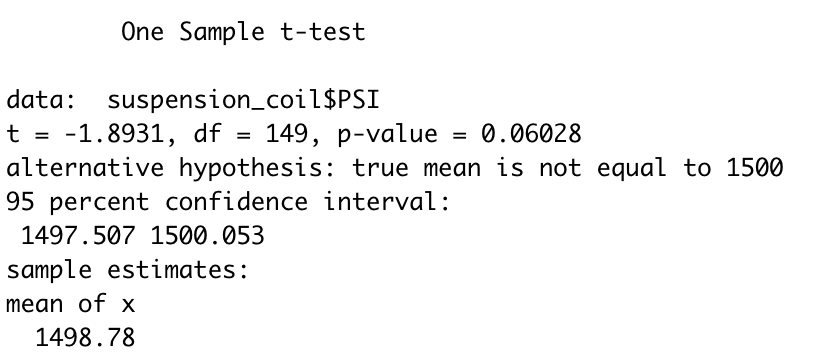 One Sample t-test
data: suspension_coil$PSI
t = -1.8931, df = 149, p-value = 0.06028
alternative hypothesis: true mean is not equal to 1500
95 percent confidence interval:
1497.507 1500.053
sample estimates:
mean of x
1498.78